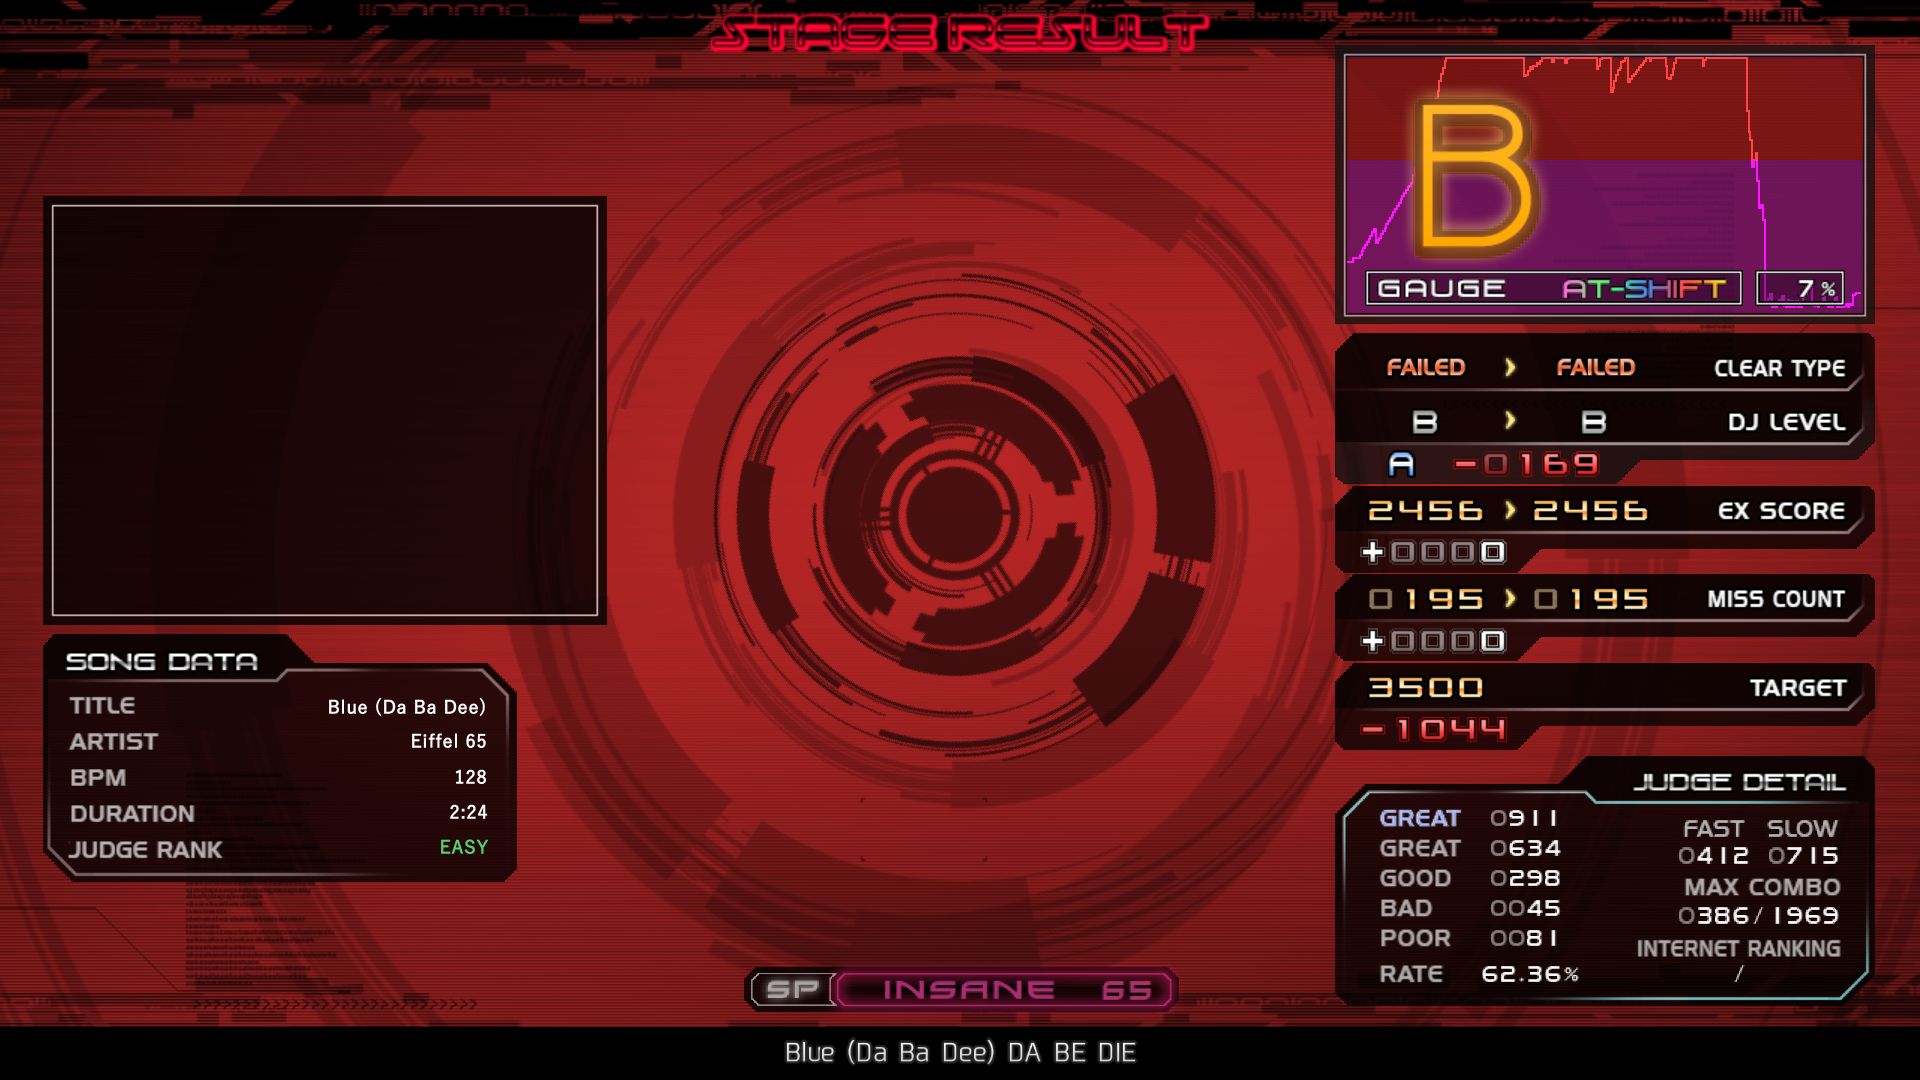 STAGE RESULT
B
GAUGE AT-SHIFT 7%
FAILED FAILED CLEAR TYPE
B B DJ LEVEL
A -0169
2456 2456 EX SCORE
+0000
0195 0195 MISS COUNT
+0000
3500 TARGET
-1044
SONG DATA
TITLE Blue (Da Ba Dee)
ARTIST Eiffel 65
BPM 128
DURATION 2:24
JUDGE RANK EASY
JUDGE DETAIL
GREAT 0911
GREAT 0634
GOOD 0298
BAD 0045
POOR 0081
RATE 62.36%
FAST SLOW
0412 0715
MAX COMBO
0386/1969
INTERNET RANKING
/
SP INSANE 65
Blue (Da Ba Dee) DA BE DIE